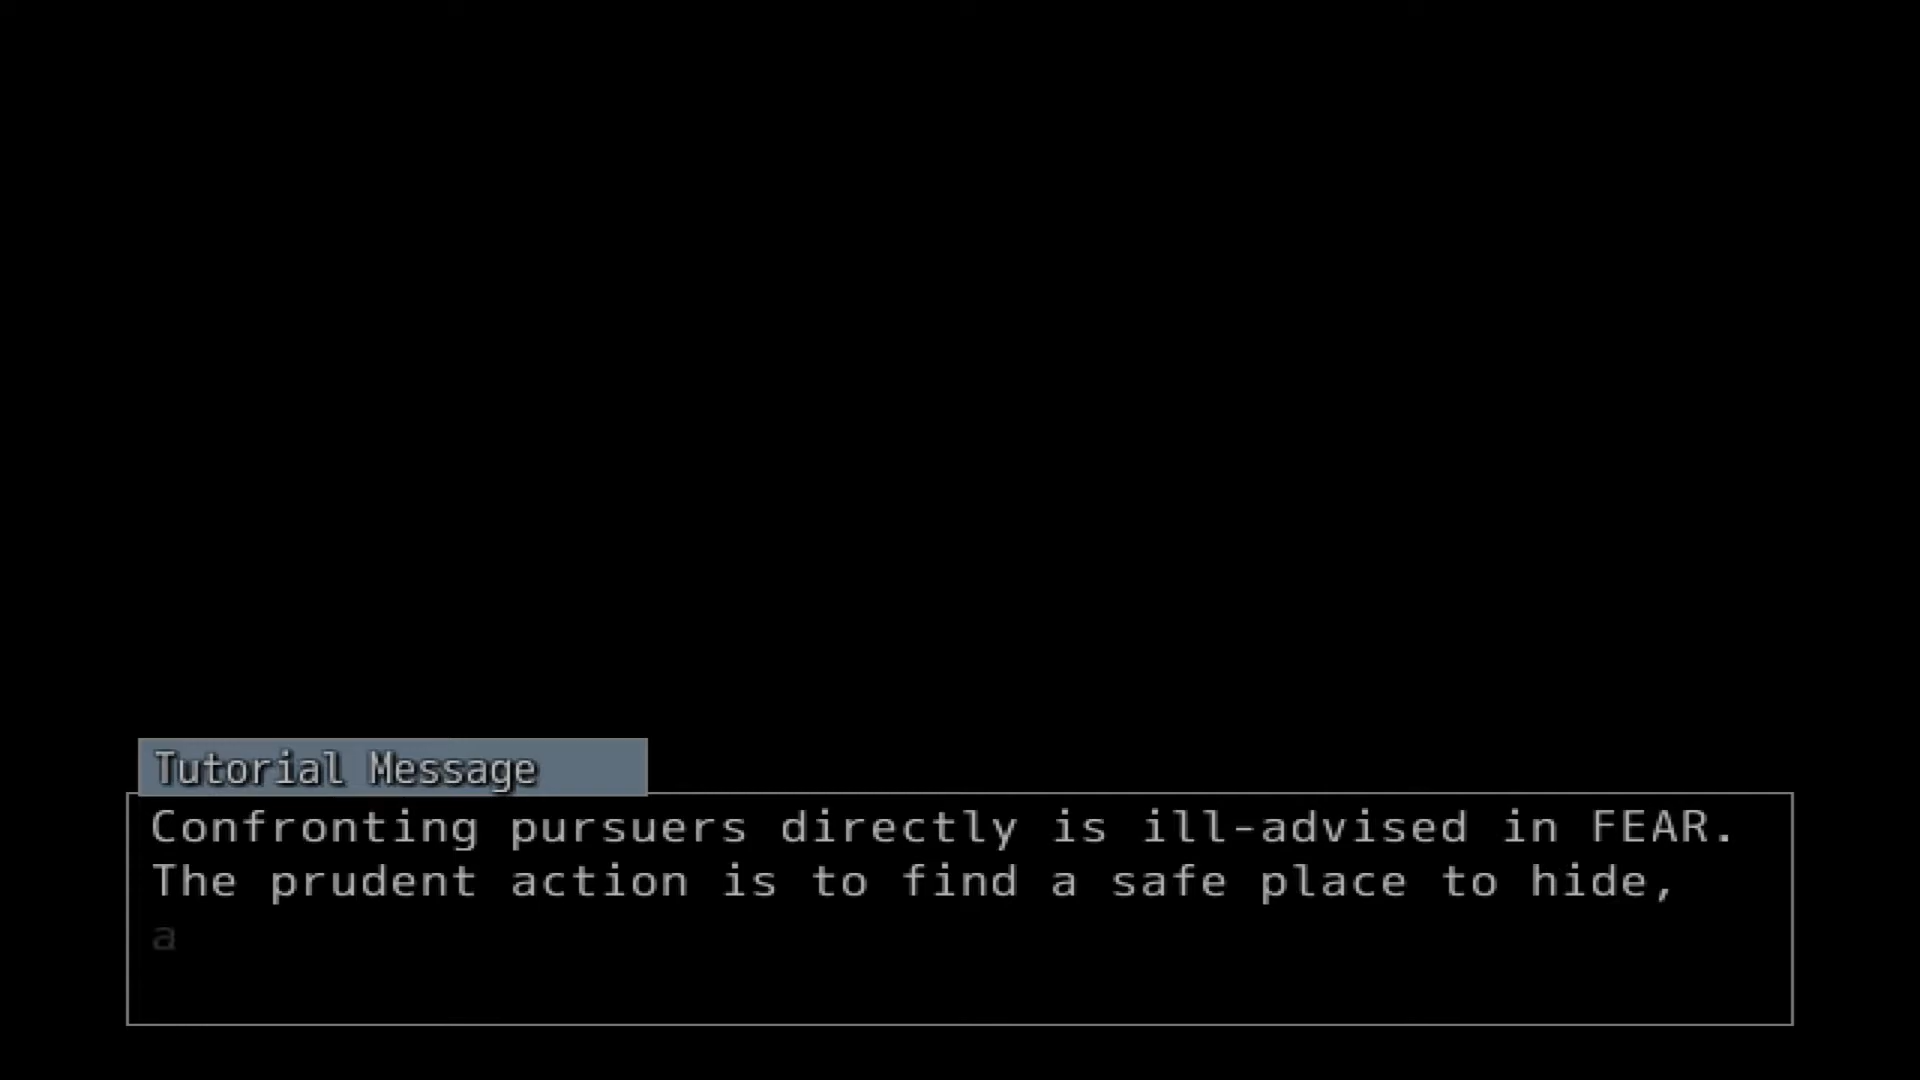 Tutorial Message
Confronting pursuers directly is ill-advised in FEAR.
The prudent action is to find a safe place to hide,
a